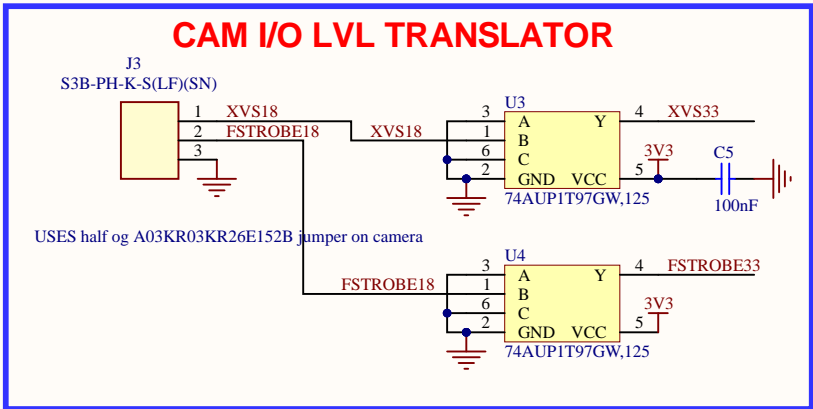 CAM I/O LVL TRANSLATOR
J3
S3B-PH-K-S(LF)(SN)
1 XVS18
2 FSTROBE18
3
XVS18
U3
3 A Y 4 XVS33
1 B
6 C
2 GND VCC 5 3V3
74AUP1T97GW,125
C5
100nF
USES half og A03KR03KR26E152B jumper on camera
FSTROBE18
U4
3 A Y 4 FSTROBE33
1 B
6 C
2 GND VCC 5 3V3
74AUP1T97GW,125